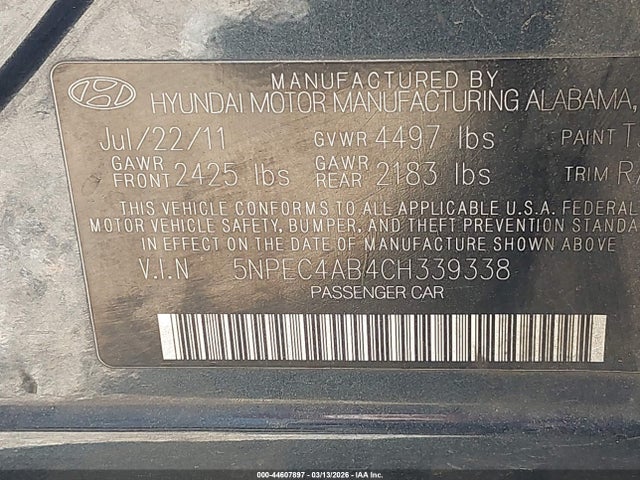 MANUFACTURED BY
HYUNDAI MOTOR MANUFACTURING ALABAMA,
Jul/22/11 GVWR 4497 lbs PAINT
GAWR FRONT 2425 lbs GAWR REAR 2183 lbs TRIM
THIS VEHICLE CONFORMS TO ALL APPLICABLE U.S.A. FEDERAL
MOTOR VEHICLE SAFETY, BUMPER, AND THEFT PREVENTION STANDARD
IN EFFECT ON THE DATE OF MANUFACTURE SHOWN ABOVE.
V.I.N 5NPEC4AB4CH339338
PASSENGER CAR
000-44607897 - 03/13/2026 - IAA Inc.